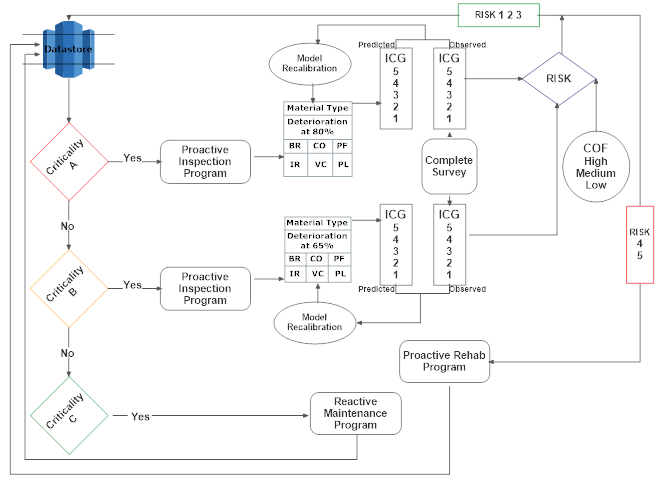 RISK 1 2 3
Datastore
Predicted
Observed
Model
Recalibration
ICG
5
4
3
2
1
ICG
5
4
3
2
1
RISK
Material Type
Deterioration
at 80%
BR CO PF
IR VC PL
Criticality
A
Yes
Proactive
Inspection
Program
Complete
Survey
COF
High
Medium
Low
No
Material Type
Deterioration
at 65%
BR CO PF
IR VC PL
ICG
5
4
3
2
1
ICG
5
4
3
2
1
Predicted
Observed
RISK
4
5
Criticality
B
Yes
Proactive
Inspection
Program
Model
Recalibration
No
Proactive Rehab
Program
Criticality
C
Yes
Reactive
Maintenance
Program